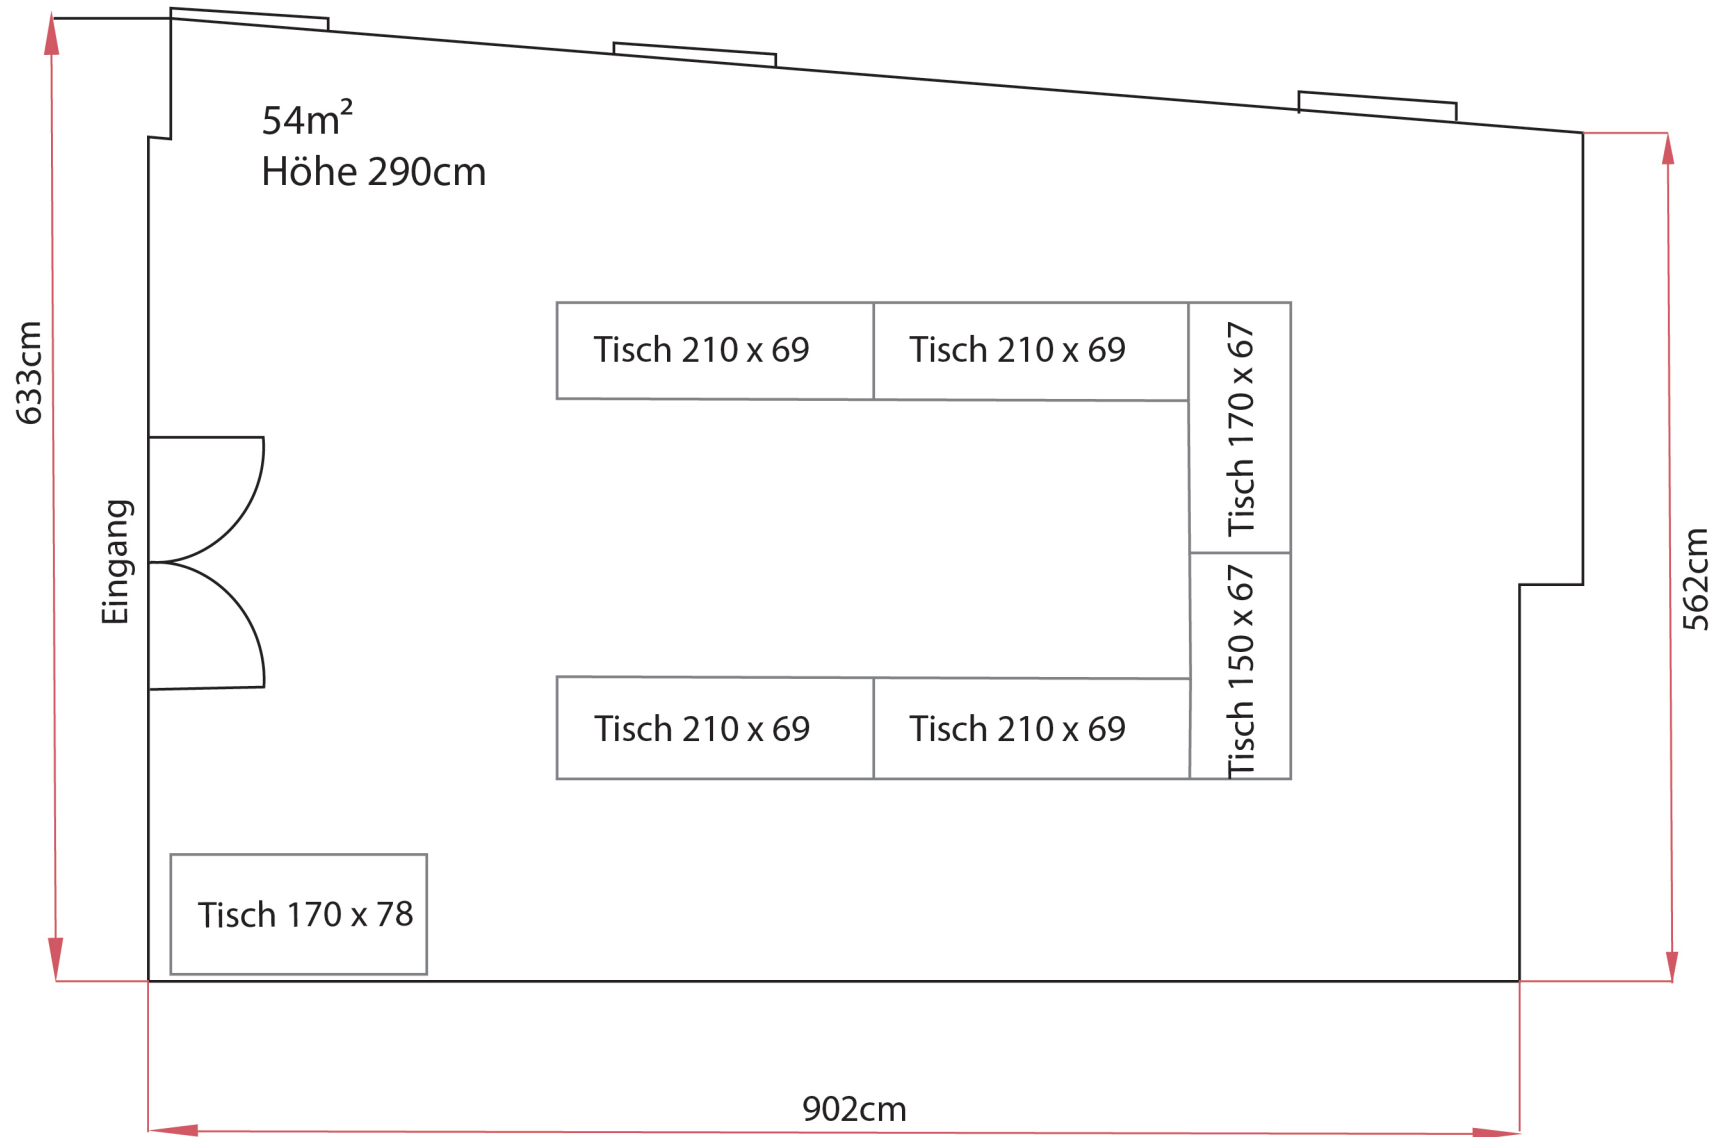 54m²
Höhe 290cm
633cm
Eingang
Tisch 210 x 69
Tisch 210 x 69
Tisch 170 x 67
Tisch 150 x 67
562cm
Tisch 210 x 69
Tisch 210 x 69
Tisch 170 x 78
902cm